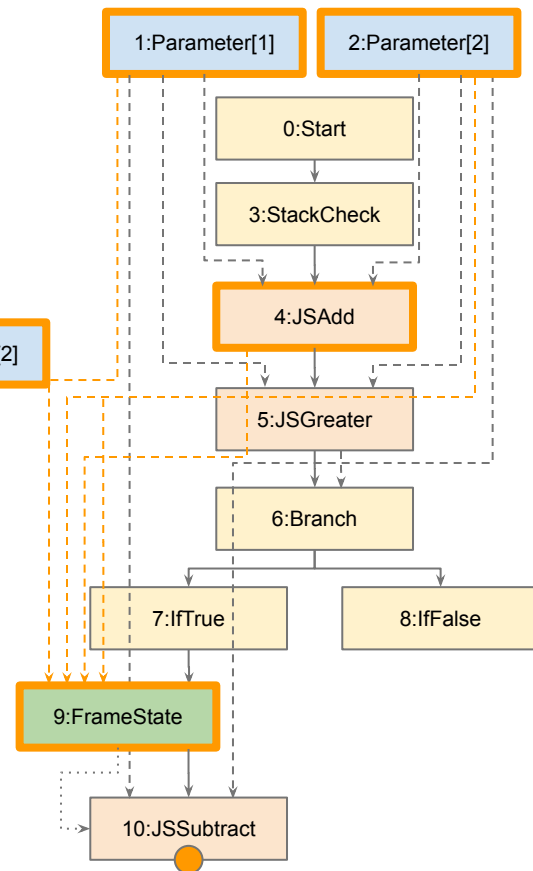 1:Parameter[1]
2:Parameter[2]
0:Start
3:StackCheck
4:JSAdd
2]
5:JSGreater
6:Branch
7:IfTrue
8:IfFalse
9:FrameState
10:JSSubtract